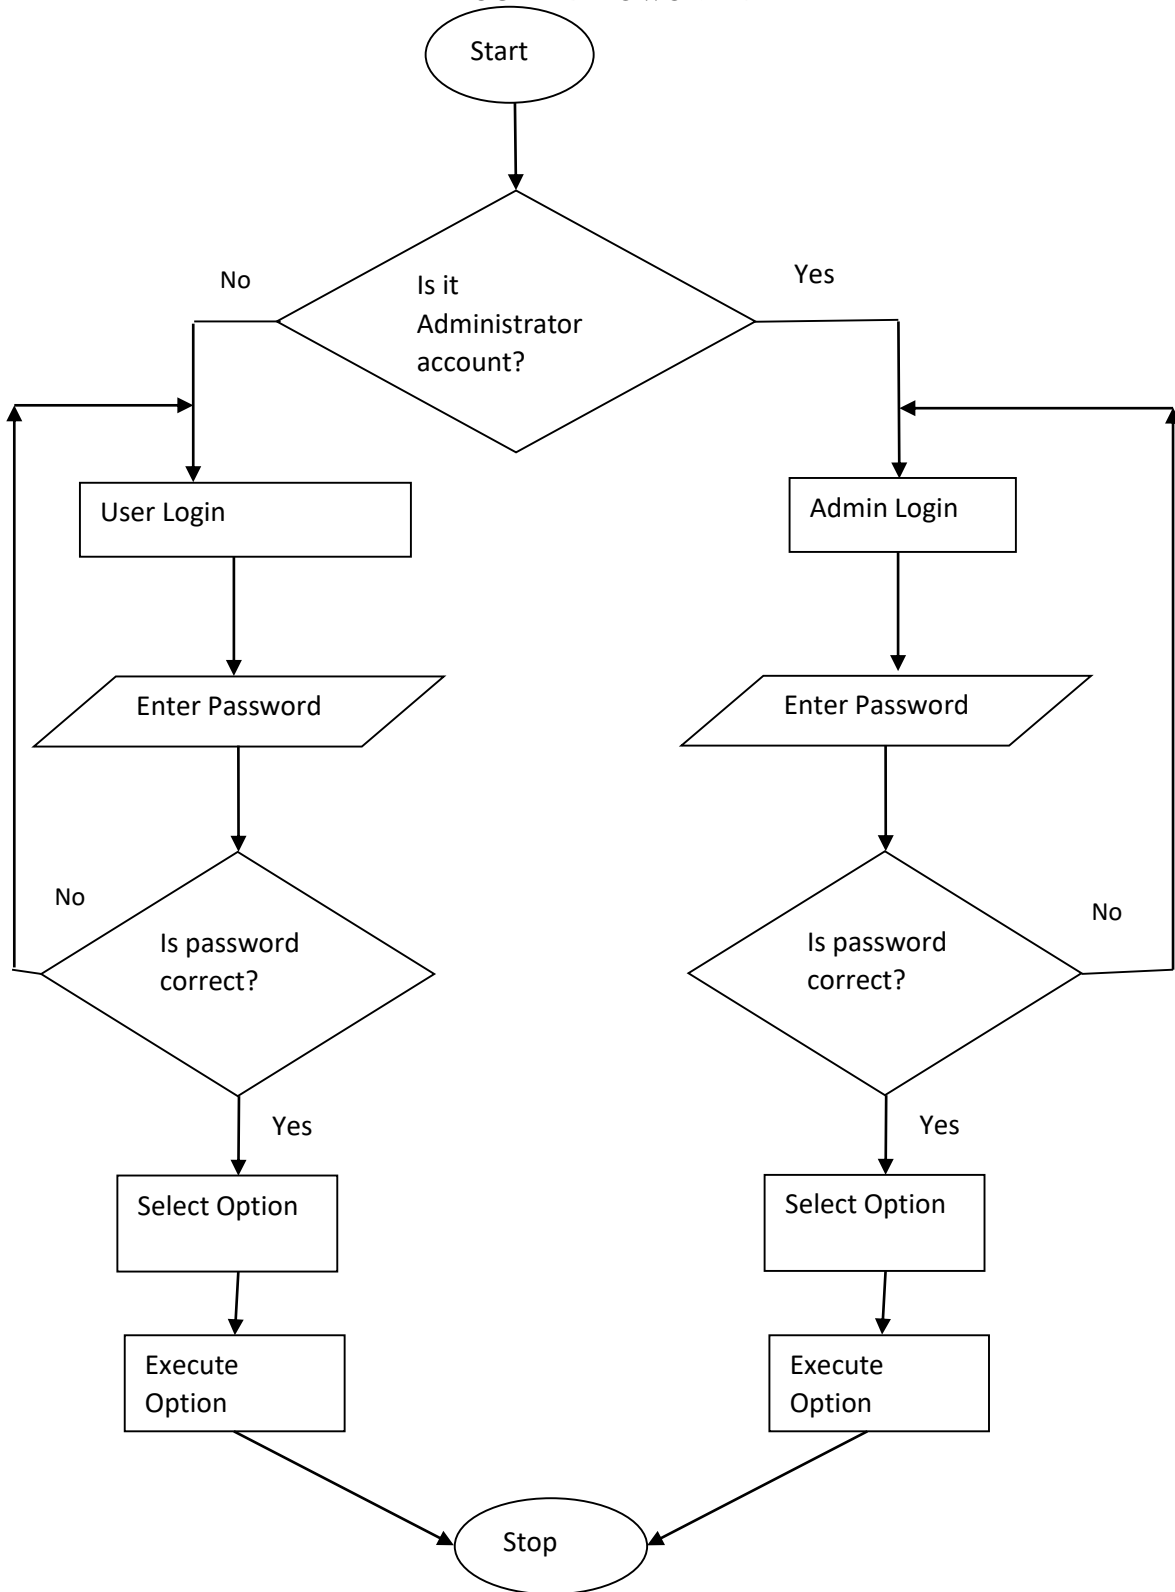 Start
No
Yes
Is it
Administrator
account?
User Login
Admin Login
Enter Password
Enter Password
No
No
Is password
correct?
Is password
correct?
Yes
Yes
Select Option
Select Option
Execute
Option
Execute
Option
Stop